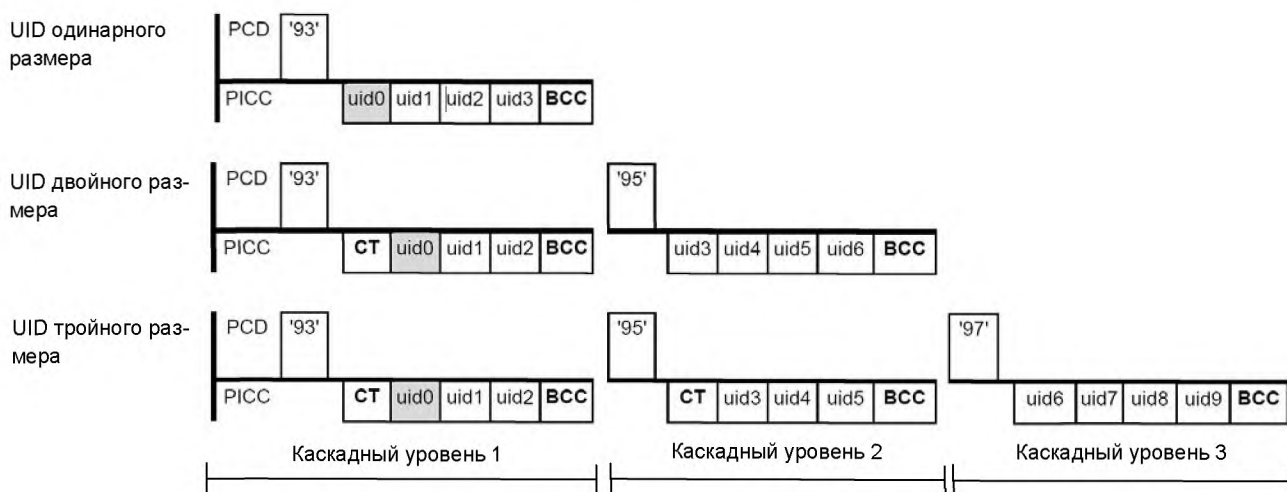 UID одинарного
размера
PCD '93'
PICC uid0 uid1 uid2 uid3 BCC
UID двойного раз-
мера
PCD '93' '95'
PICC CT uid0 uid1 uid2 BCC uid3 uid4 uid5 uid6 BCC
UID тройного раз-
мера
PCD '93' '95' '97'
PICC CT uid0 uid1 uid2 BCC CT uid3 uid4 uid5 BCC uid6 uid7 uid8 uid9 BCC
Каскадный уровень 1 Каскадный уровень 2 Каскадный уровень 3